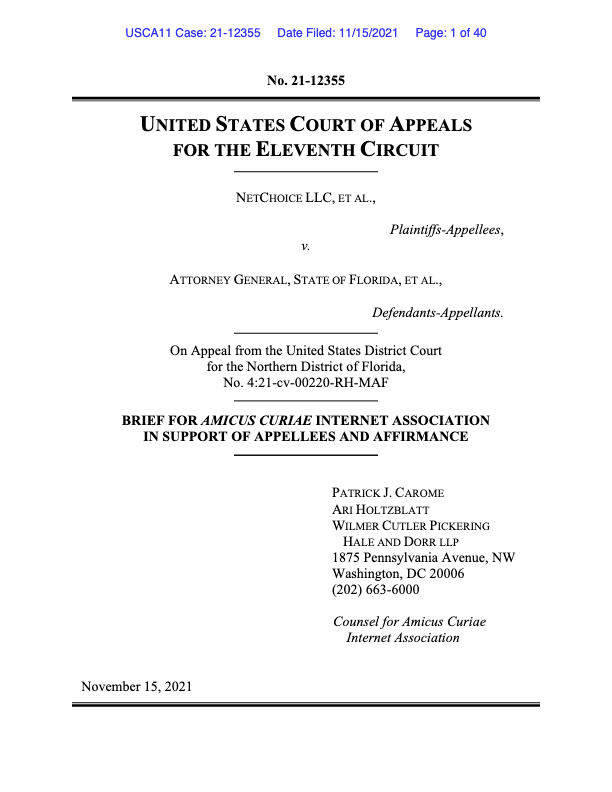 USCA11 Case: 21-12355 Date Filed: 11/15/2021 Page: 1 of 40
No. 21-12355
UNITED STATES COURT OF APPEALS
FOR THE ELEVENTH CIRCUIT
NETCHOICE LLC, ET AL.,
Plaintiffs-Appellees,
v.
ATTORNEY GENERAL, STATE OF FLORIDA, ET AL.,
Defendants-Appellants.
On Appeal from the United States District Court
for the Northern District of Florida,
No. 4:21-cv-00220-RH-MAF
BRIEF FOR AMICUS CURIAE INTERNET ASSOCIATION
IN SUPPORT OF APPELLEES AND AFFIRMANCE
PATRICK J. CAROME
ARI HOLTZBLATT
WILMER CUTLER PICKERING
HALE AND DORR LLP
1875 Pennsylvania Avenue, NW
Washington, DC 20006
(202) 663-6000
Counsel for Amicus Curiae
Internet Association
November 15, 2021